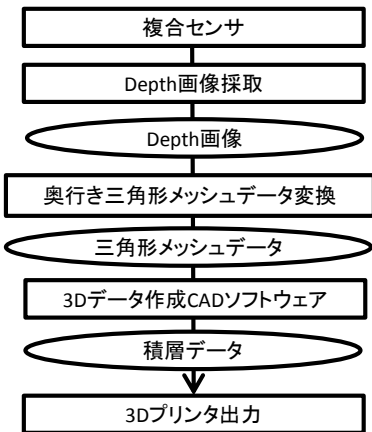 複合センサ
Depth画像採取
Depth画像
奥行き三角形メッシュデータ変換
三角形メッシュデータ
3Dデータ作成CADソフトウェア
積層データ
3Dプリンタ出力